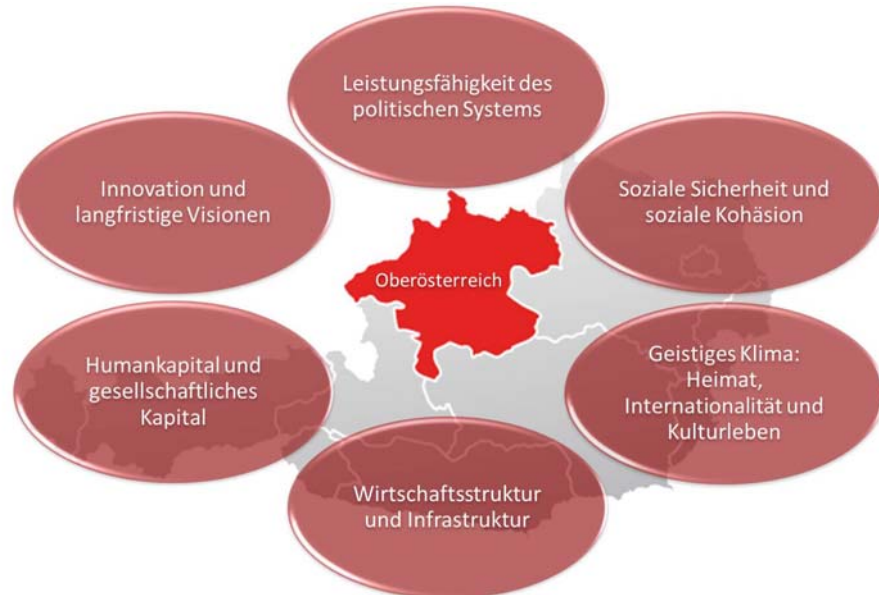 Leistungsfähigkeit des
politischen Systems
Innovation und
langfristige Visionen
Soziale Sicherheit und
soziale Kohäsion
Oberösterreich
Humankapital und
gesellschaftliches
Kapital
Geistiges Klima:
Heimat,
Internationalität und
Kulturleben
Wirtschaftsstruktur
und Infrastruktur